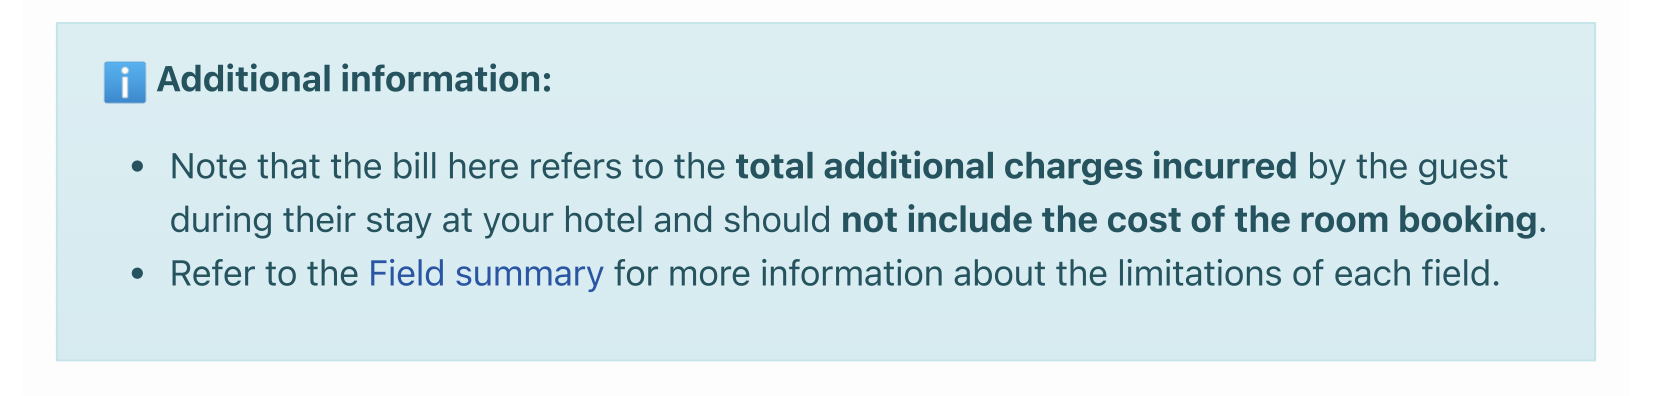 ℹ️ Additional information:
• Note that the bill here refers to the total additional charges incurred by the guest
during their stay at your hotel and should not include the cost of the room booking.
• Refer to the Field summary for more information about the limitations of each field.